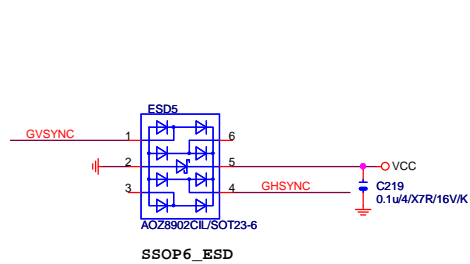 ESD5
GVSYNC
1
6
2
5
VCC
3
4
GHSYNC
C219
0.1u/4/X7R/16V/K
AOZ8902CIL/SOT23-6
SSOP6_ESD